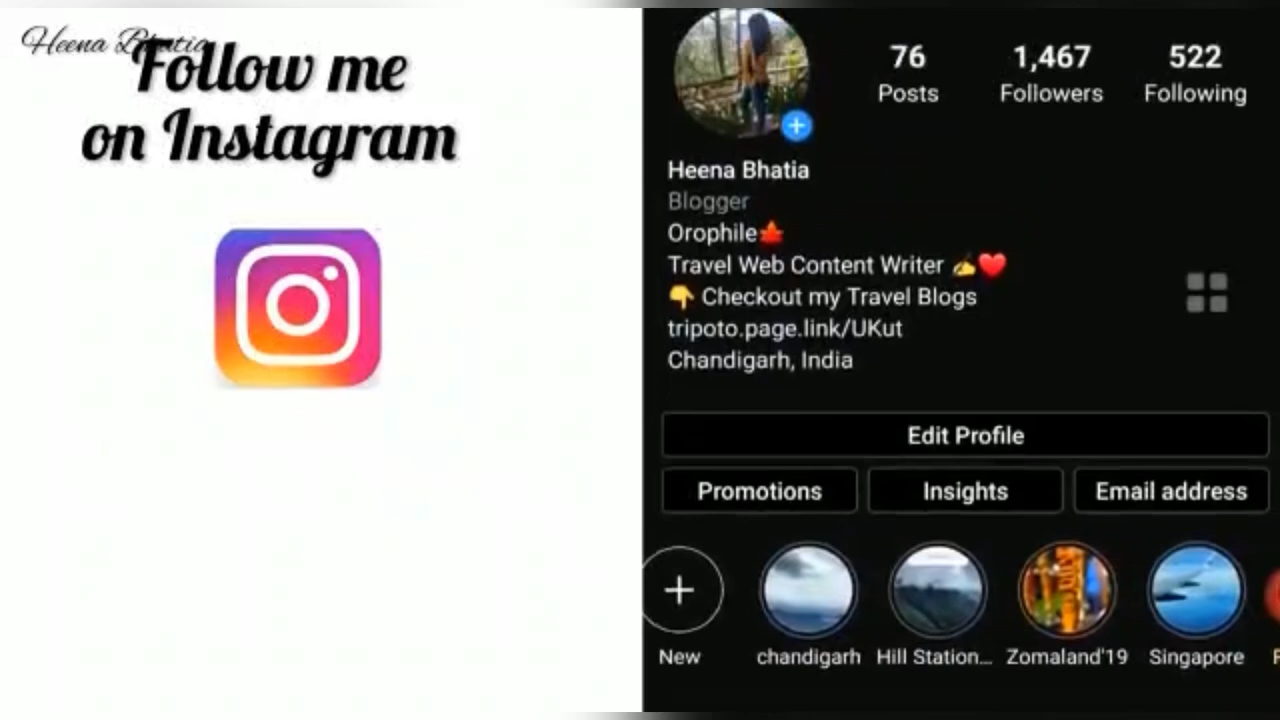 Heena Bhatia
Follow me
on Instagram
76 1,467 522
Posts Followers Following
Heena Bhatia
Blogger
Orophile🍁
Travel Web Content Writer ✍️❤️
👇 Checkout my Travel Blogs
tripoto.page.link/UKut
Chandigarh, India
Edit Profile
Promotions Insights Email address
New chandigarh Hill Station... Zomaland'19 Singapore